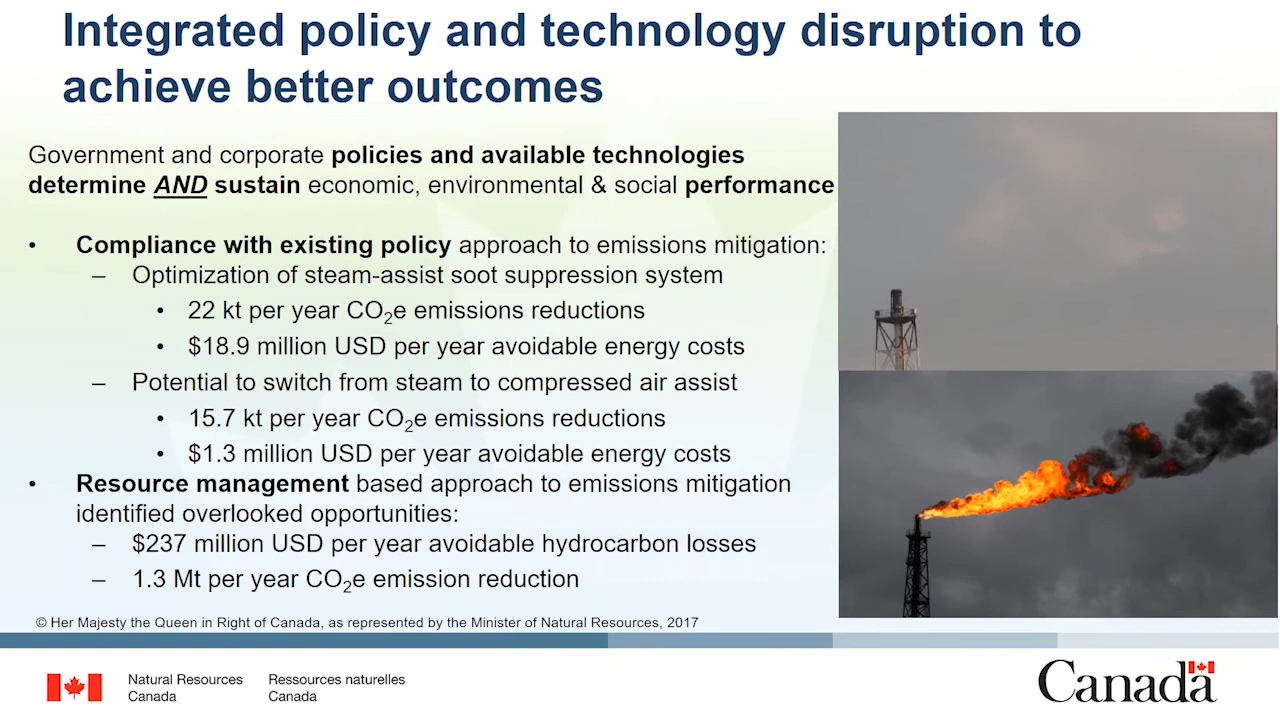 Integrated policy and technology disruption to
achieve better outcomes
Government and corporate policies and available technologies
determine AND sustain economic, environmental & social performance
• Compliance with existing policy approach to emissions mitigation:
– Optimization of steam-assist soot suppression system
• 22 kt per year CO2e emissions reductions
• $18.9 million USD per year avoidable energy costs
– Potential to switch from steam to compressed air assist
• 15.7 kt per year CO2e emissions reductions
• $1.3 million USD per year avoidable energy costs
• Resource management based approach to emissions mitigation
identified overlooked opportunities:
– $237 million USD per year avoidable hydrocarbon losses
– 1.3 Mt per year CO2e emission reduction
© Her Majesty the Queen in Right of Canada, as represented by the Minister of Natural Resources, 2017
Natural Resources
Canada
Ressources naturelles
Canada
Canada